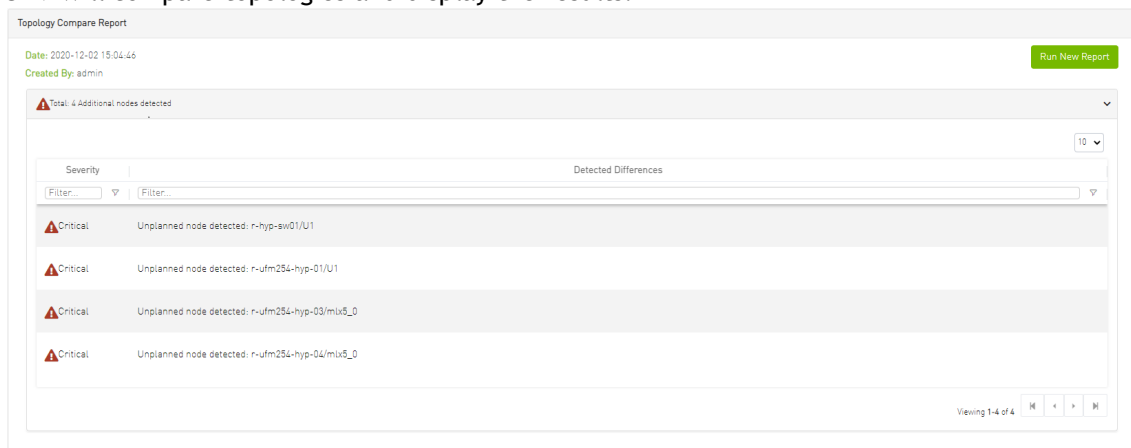 Topology Compare Report
Date: 2020-12-02 15:04:46
Run New Report
Created By: admin
Total: 4 Additional nodes detected
10
Severity
Detected Differences
Filter...
Filter...
Critical Unplanned node detected: r-hyp-sw01/U1
Critical Unplanned node detected: r-ufm254-hyp-01/U1
Critical Unplanned node detected: r-ufm254-hyp-03/mlx5_0
Critical Unplanned node detected: r-ufm254-hyp-04/mlx5_0
Viewing 1-4 of 4